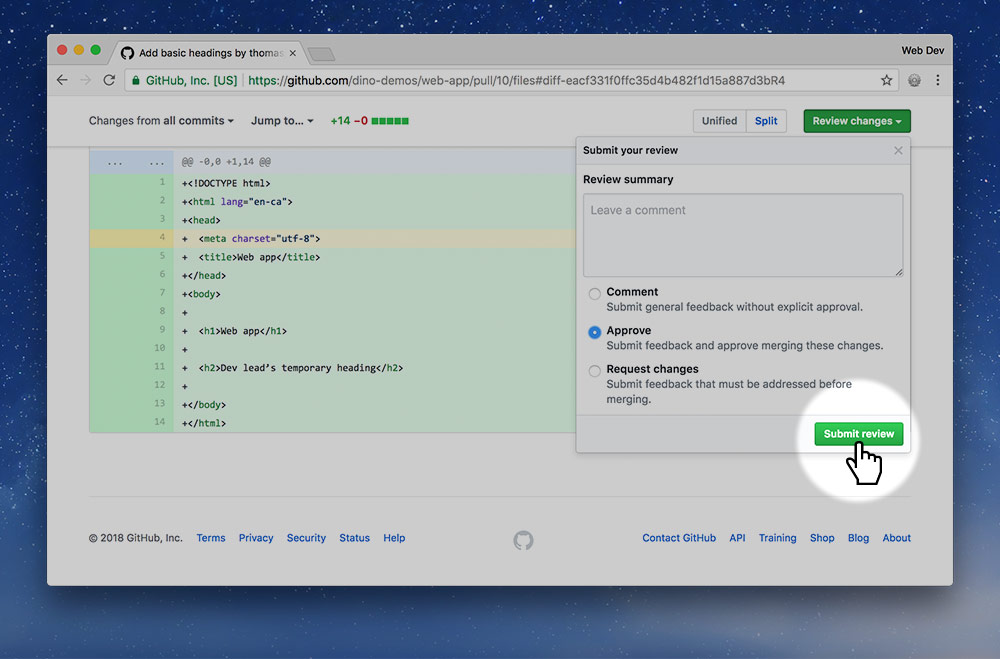 Add basic headings by thomas
Web Dev
GitHub, Inc. [US] https://github.com/dino-demos/web-app/pull/10/files#diff-eacf331f0ffc35d4b482f1d15a887d3bR4
Changes from all commits Jump to... +14 −0 Unified Split Review changes
... ... @@ -0,0 +1,14 @@
1 +<!DOCTYPE html>
2 +<html lang="en-ca">
3 +<head>
4 + <meta charset="utf-8">
5 + <title>Web app</title>
6 +</head>
7 +<body>
8 +
9 + <h1>Web app</h1>
10 +
11 + <h2>Dev lead’s temporary heading</h2>
12 +
13 +</body>
14 +</html>
Submit your review
Review summary
Leave a comment
Comment
Submit general feedback without explicit approval.
Approve
Submit feedback and approve merging these changes.
Request changes
Submit feedback that must be addressed before
merging.
Submit review
© 2018 GitHub, Inc. Terms Privacy Security Status Help Contact GitHub API Training Shop Blog About